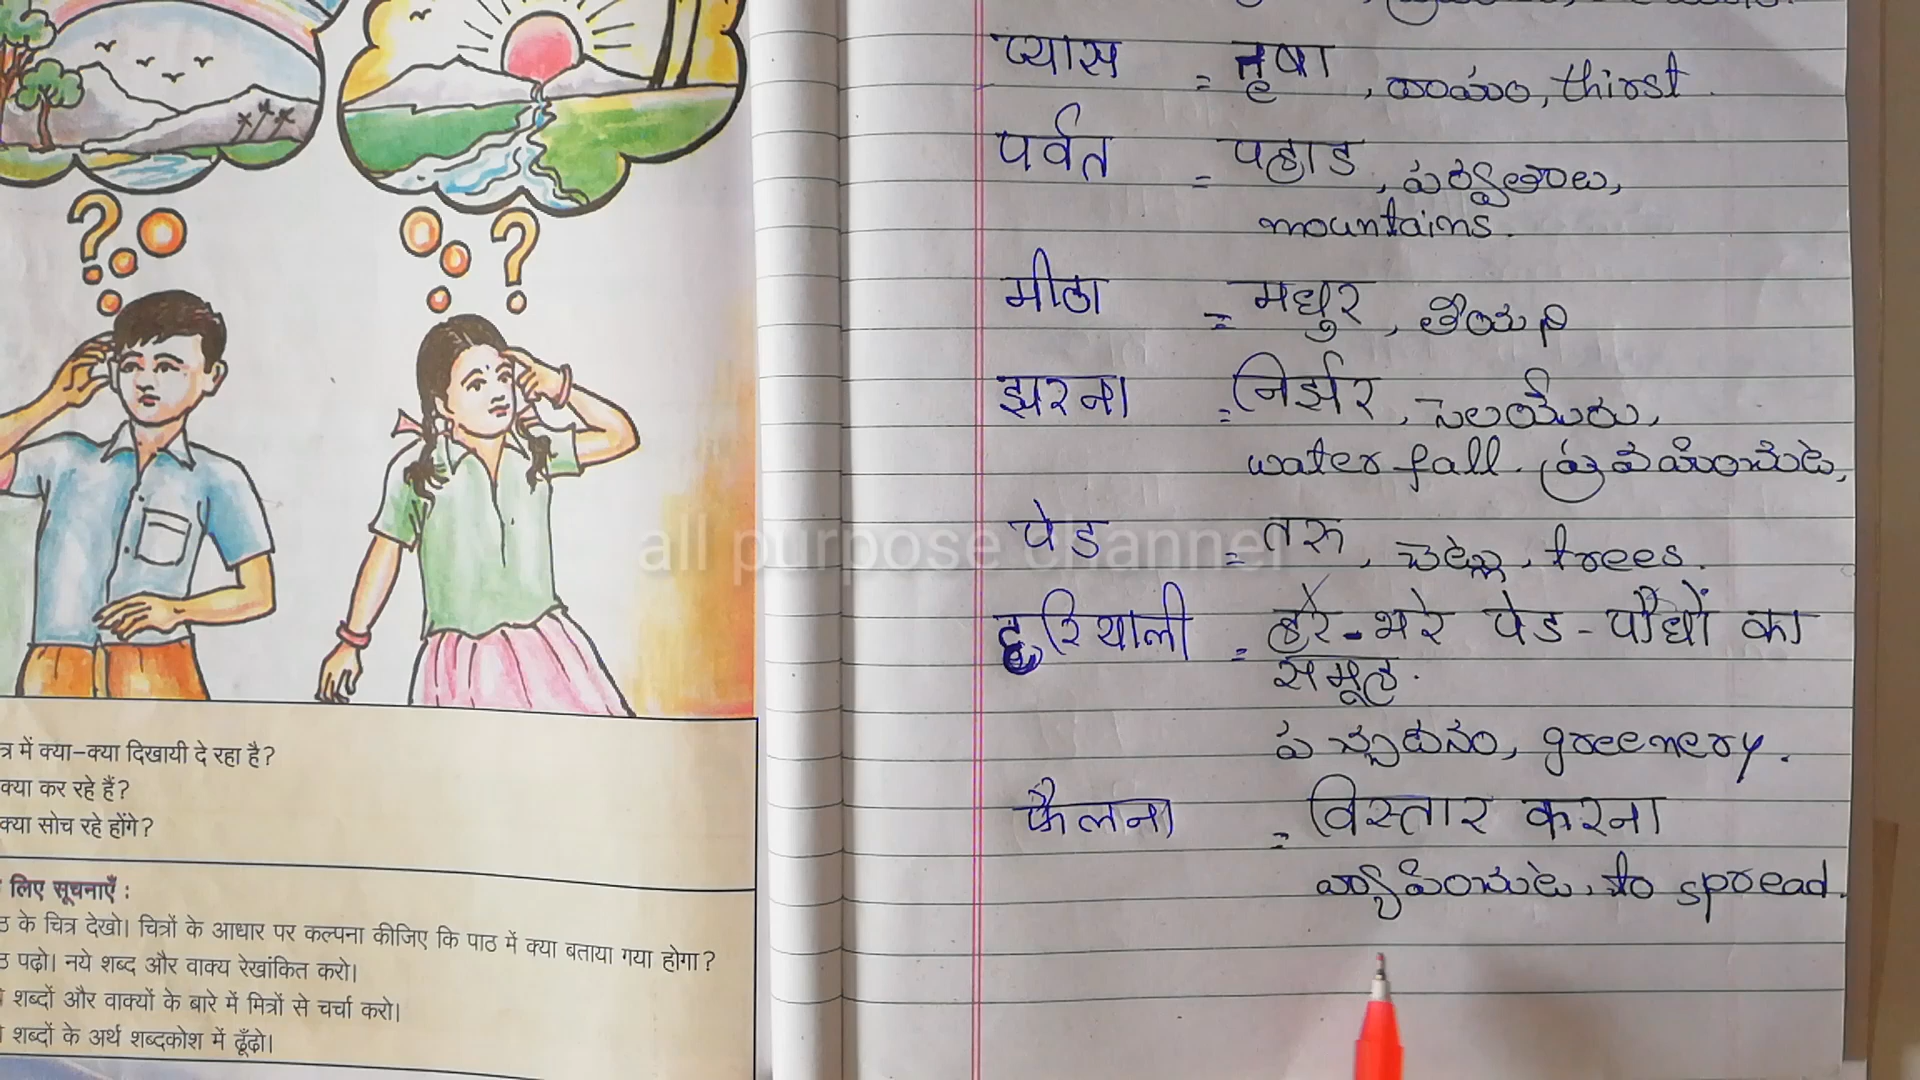 त्र में क्या-क्या दिखायी दे रहा है?
क्या कर रहे हैं?
क्या सोच रहे होंगे?
लिए सूचनाएँ :
ठ के चित्र देखो। चित्रों के आधार पर कल्पना कीजिए कि पाठ में क्या बताया गया होगा?
ठ पढ़ो। नये शब्द और वाक्य रेखांकित करो।
शब्दों और वाक्यों के बारे में मित्रों से चर्चा करो।
शब्दों के अर्थ शब्दकोश में ढूँढ़ो।
प्यास = तृषा, దాహం, thirst.
पर्वत = पहाड, పర్వతాలు,
mountains.
मीठा = मधुर, తీయని
झरना = निर्झर, సెలయేరు,
water fall. ప్రవహించుట,
पेड = तरु, చెట్లు, trees.
हरियाली = हरे-भरे पेड-पौधों का
समूह.
పచ్చదనం, greenery.
फैलना = विस्तार करना
వ్యాపించుట, to spread.
all purpose channel